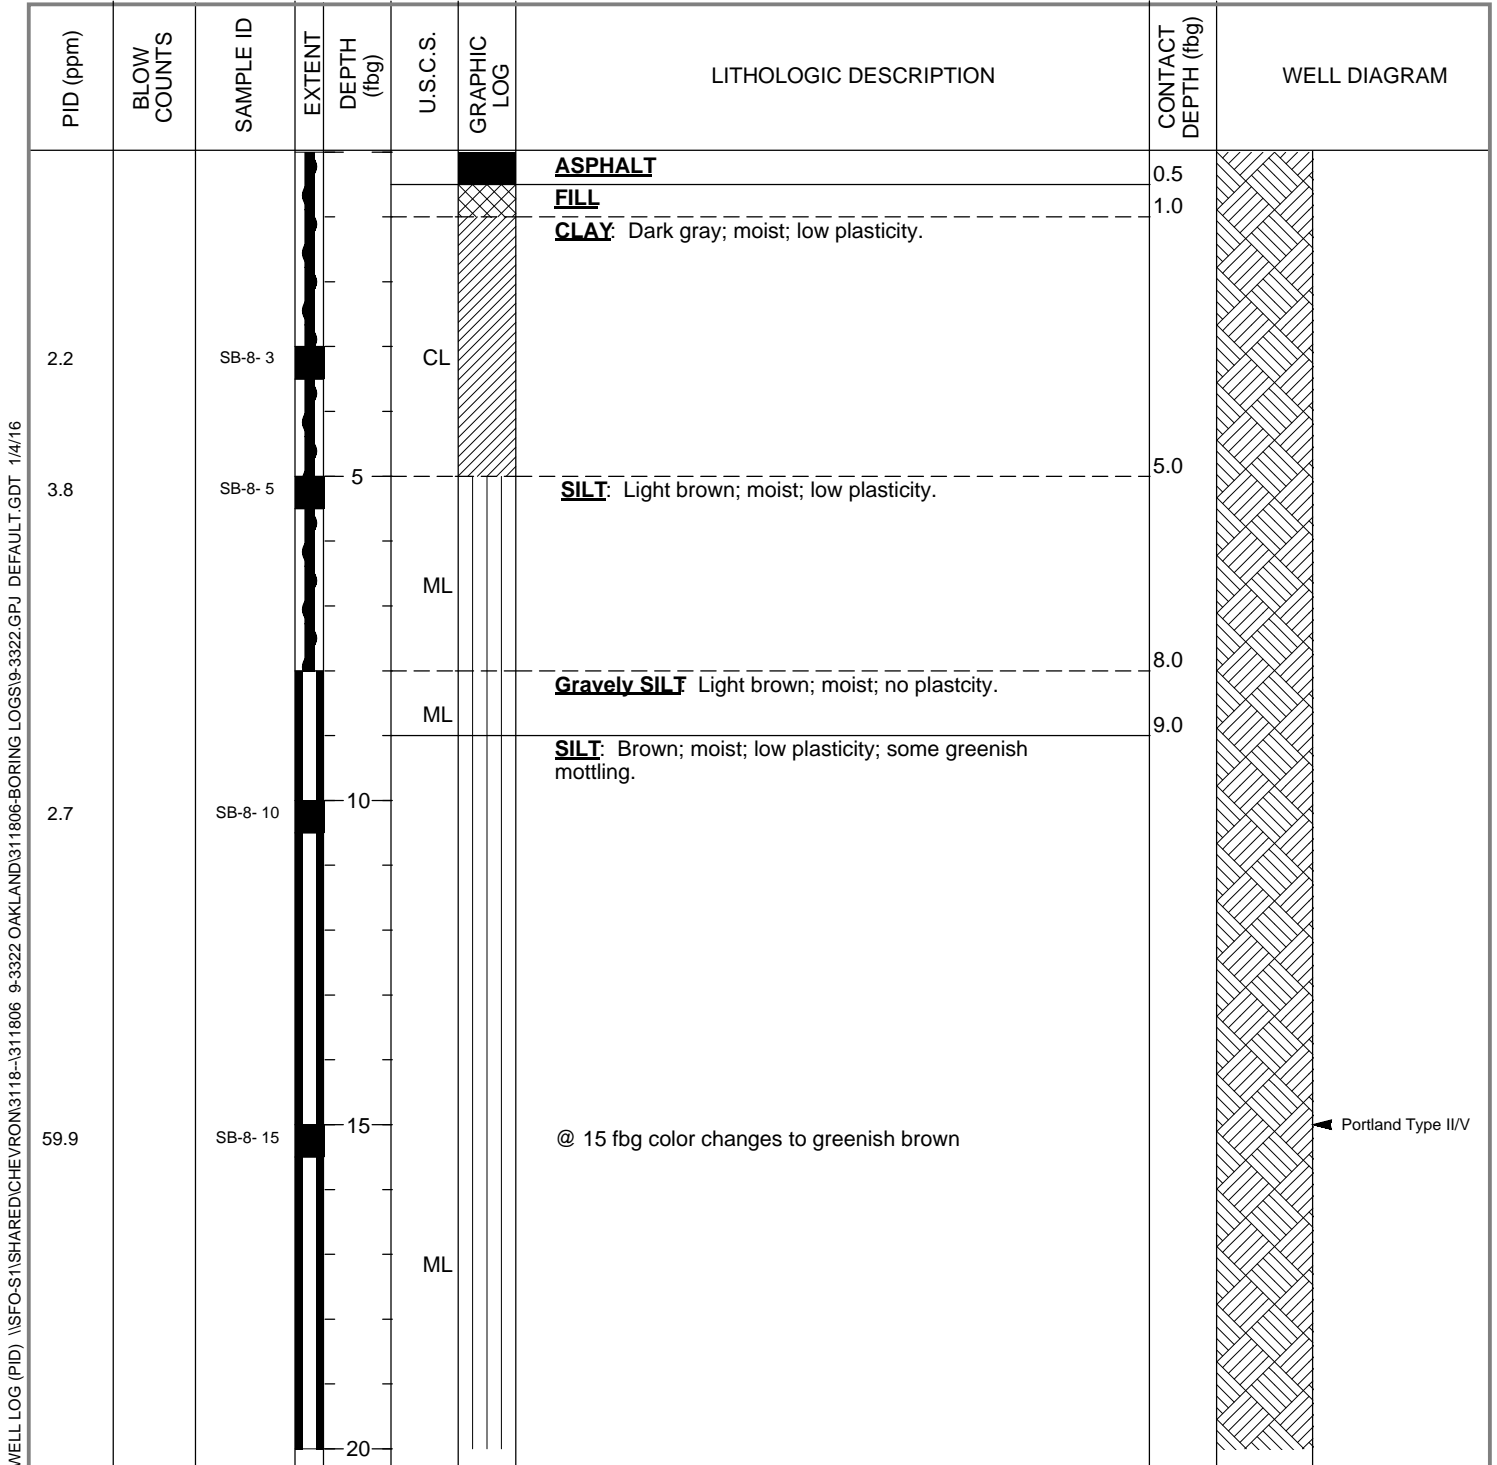 PID (ppm)
BLOW
COUNTS
SAMPLE ID
EXTENT
DEPTH
(fbg)
U.S.C.S.
GRAPHIC
LOG
LITHOLOGIC DESCRIPTION
CONTACT
DEPTH (fbg)
WELL DIAGRAM
ASPHALT
0.5
FILL
1.0
CLAY: Dark gray; moist; low plasticity.
2.2
SB-8- 3
CL
5.0
3.8
SB-8- 5
5
SILT: Light brown; moist; low plasticity.
ML
8.0
Gravely SILT: Light brown; moist; no plastcity.
ML
9.0
SILT: Brown; moist; low plasticity; some greenish
mottling.
10
2.7
SB-8- 10
15
59.9
SB-8- 15
@ 15 fbg color changes to greenish brown
Portland Type II/V
ML
20
WELL LOG (PID) \\SFO-S1\SHARED\CHEVRON\3118--\311806 9-3322 OAKLAND\311806-BORING LOGS\9-3322.GPJ DEFAULT.GDT 1/4/16